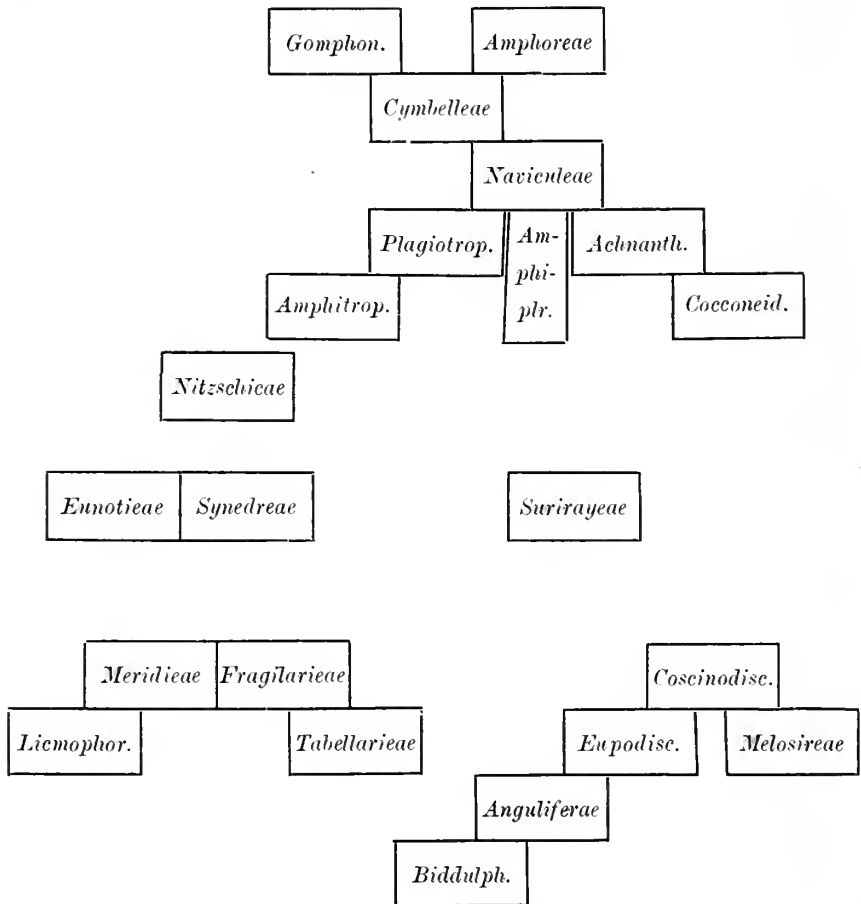 Gomphon.
Amphoreae
Cymbelleae
Naviculeae
Plagiotrop.
Am-
phi-
plr.
Achnanth.
Amphitrop.
Cocconeid.
Nitzschieae
Eunotieae
Synedreae
Surirayeae
Meridieae
Fragilarieae
Coscinodisc.
Licmophor.
Tabellarieae
Eupodisc.
Melosireae
Anguliferae
Biddulph.